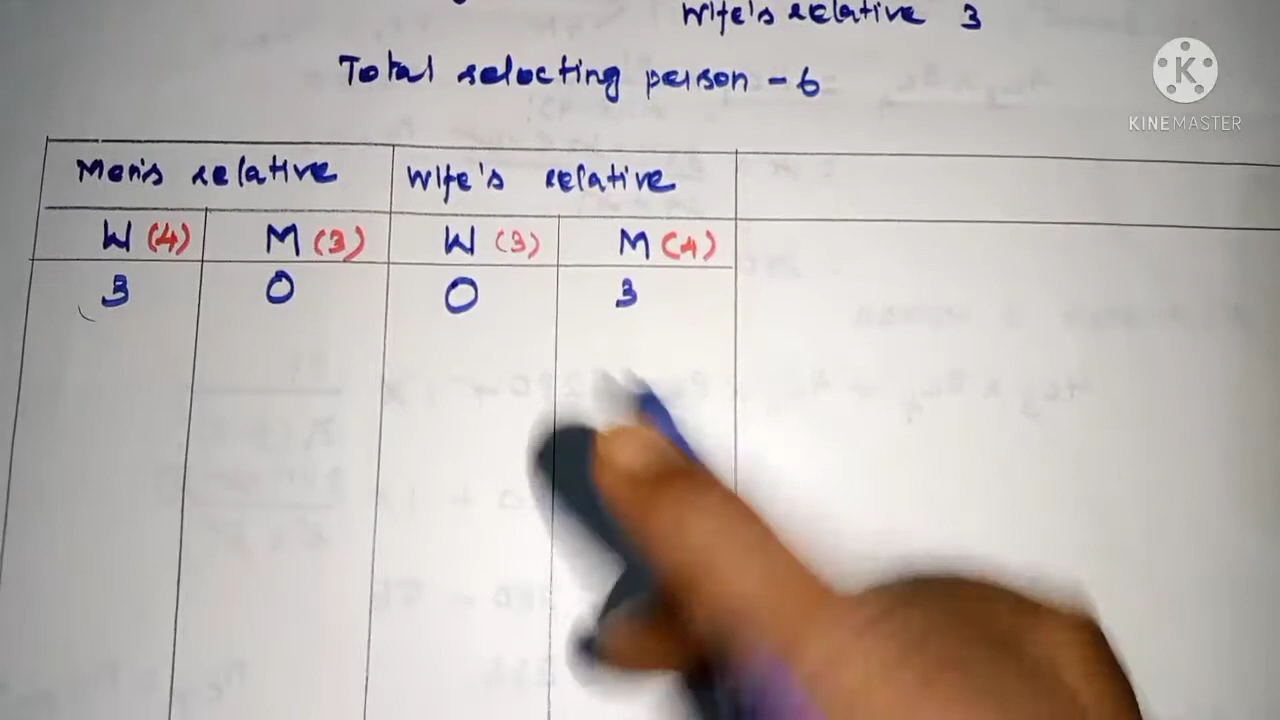 Wife's relative 3
Total selecting person - 6
Men's relative Wife's relative
W (4) M (3) W (3) M (4)
3 0 0 3
KINEMASTER